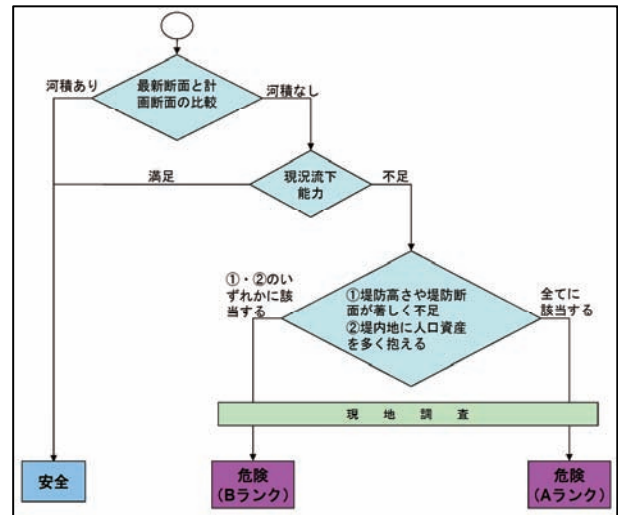 河積あり
最新断面と計
画断面の比較
河積なし
満足
現況流下
能力
不足
①・②のい
ずれかに該
当する
①堤防高さや堤防断
面が著しく不足
②堤内地に人口資産
を多く抱える
全てに
該当する
現 地 調 査
安全
危険
(Bランク)
危険
(Aランク)